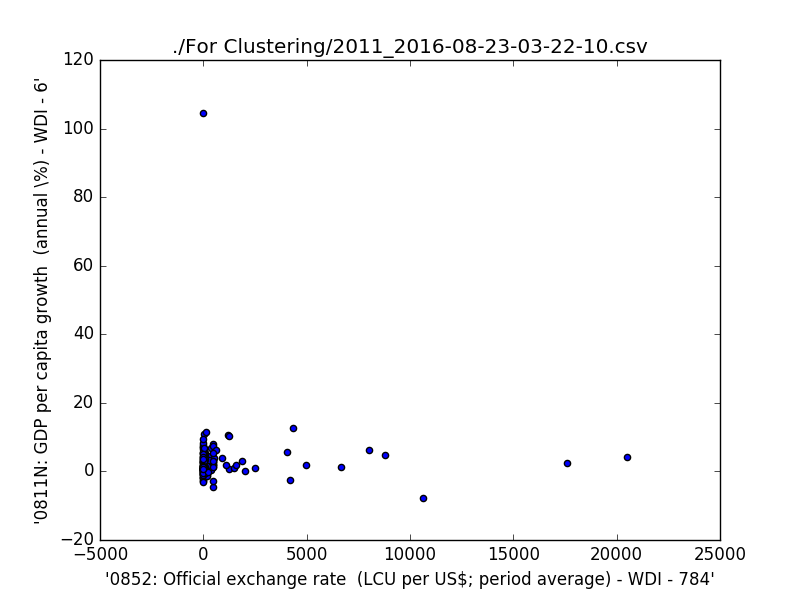 ./For Clustering/2011_2016-08-23-03-22-10.csv
120
100
80
60
40
20
0
−20
'0811N: GDP per capita growth  (annual \%) - WDI - 6'
−5000 0 5000 10000 15000 20000 25000
'0852: Official exchange rate  (LCU per US$; period average) - WDI - 784'